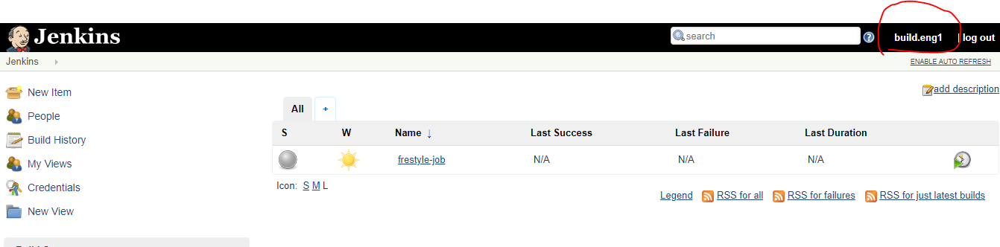 Jenkins
search
build.eng1
| log out
Jenkins
ENABLE AUTO REFRESH
New Item
People
Build History
My Views
Credentials
New View
add description
All +
S W Name ↓ Last Success Last Failure Last Duration
frestyle-job N/A N/A N/A
Icon: S M L
Legend RSS for all RSS for failures RSS for just latest builds